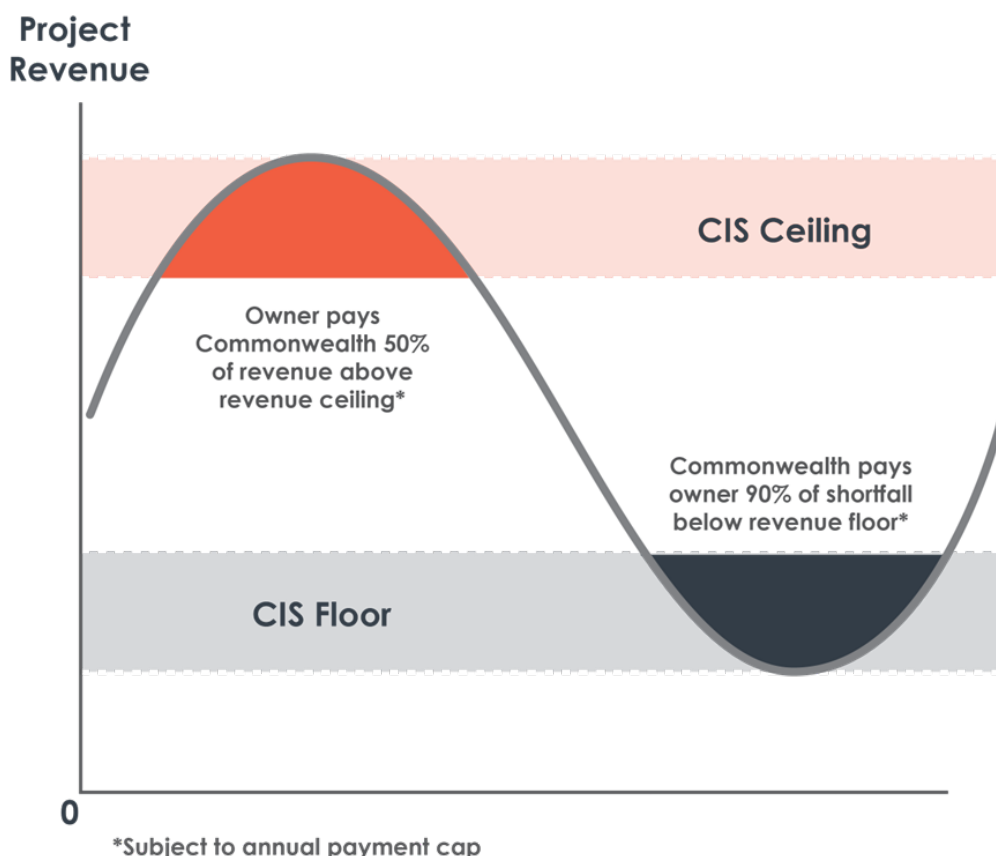 Project
Revenue
CIS Ceiling
Owner pays
Commonwealth 50%
of revenue above
revenue ceiling*
Commonwealth pays
owner 90% of shortfall
below revenue floor*
CIS Floor
0
*Subject to annual payment cap